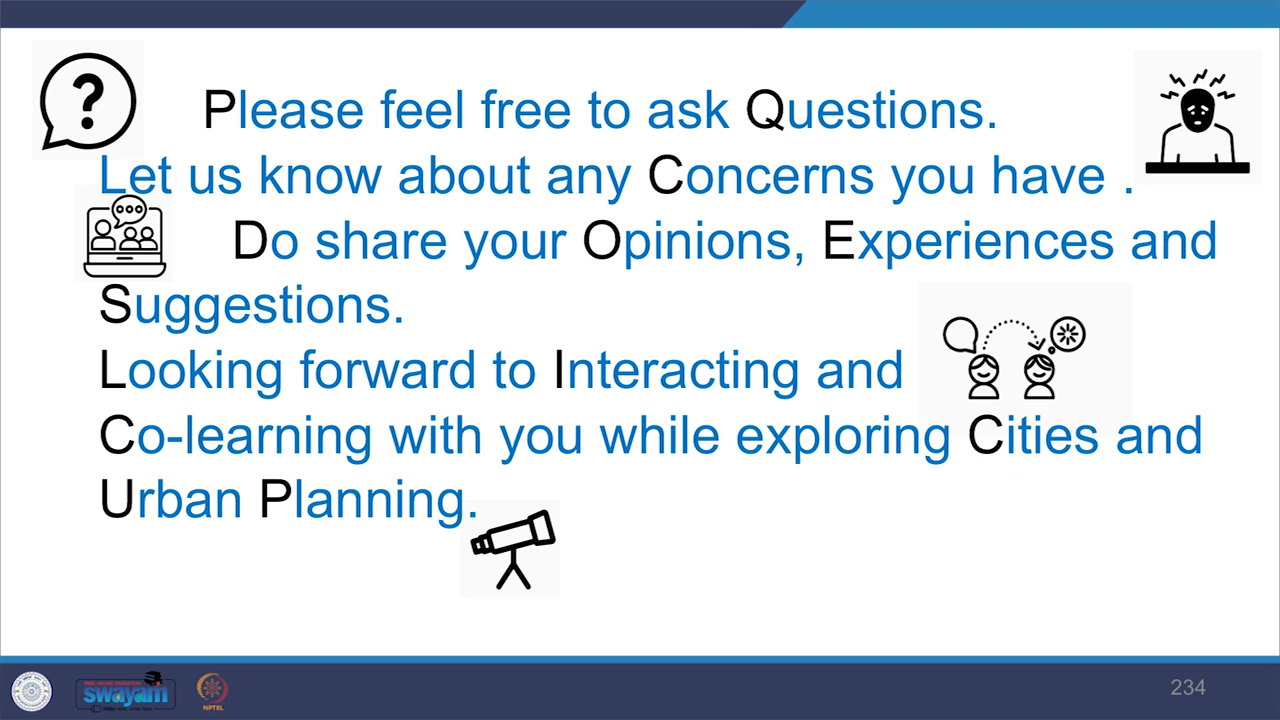 Please feel free to ask Questions.
Let us know about any Concerns you have .
Do share your Opinions, Experiences and
Suggestions.
Looking forward to Interacting and
Co-learning with you while exploring Cities and
Urban Planning.
swayam
NPTEL
234